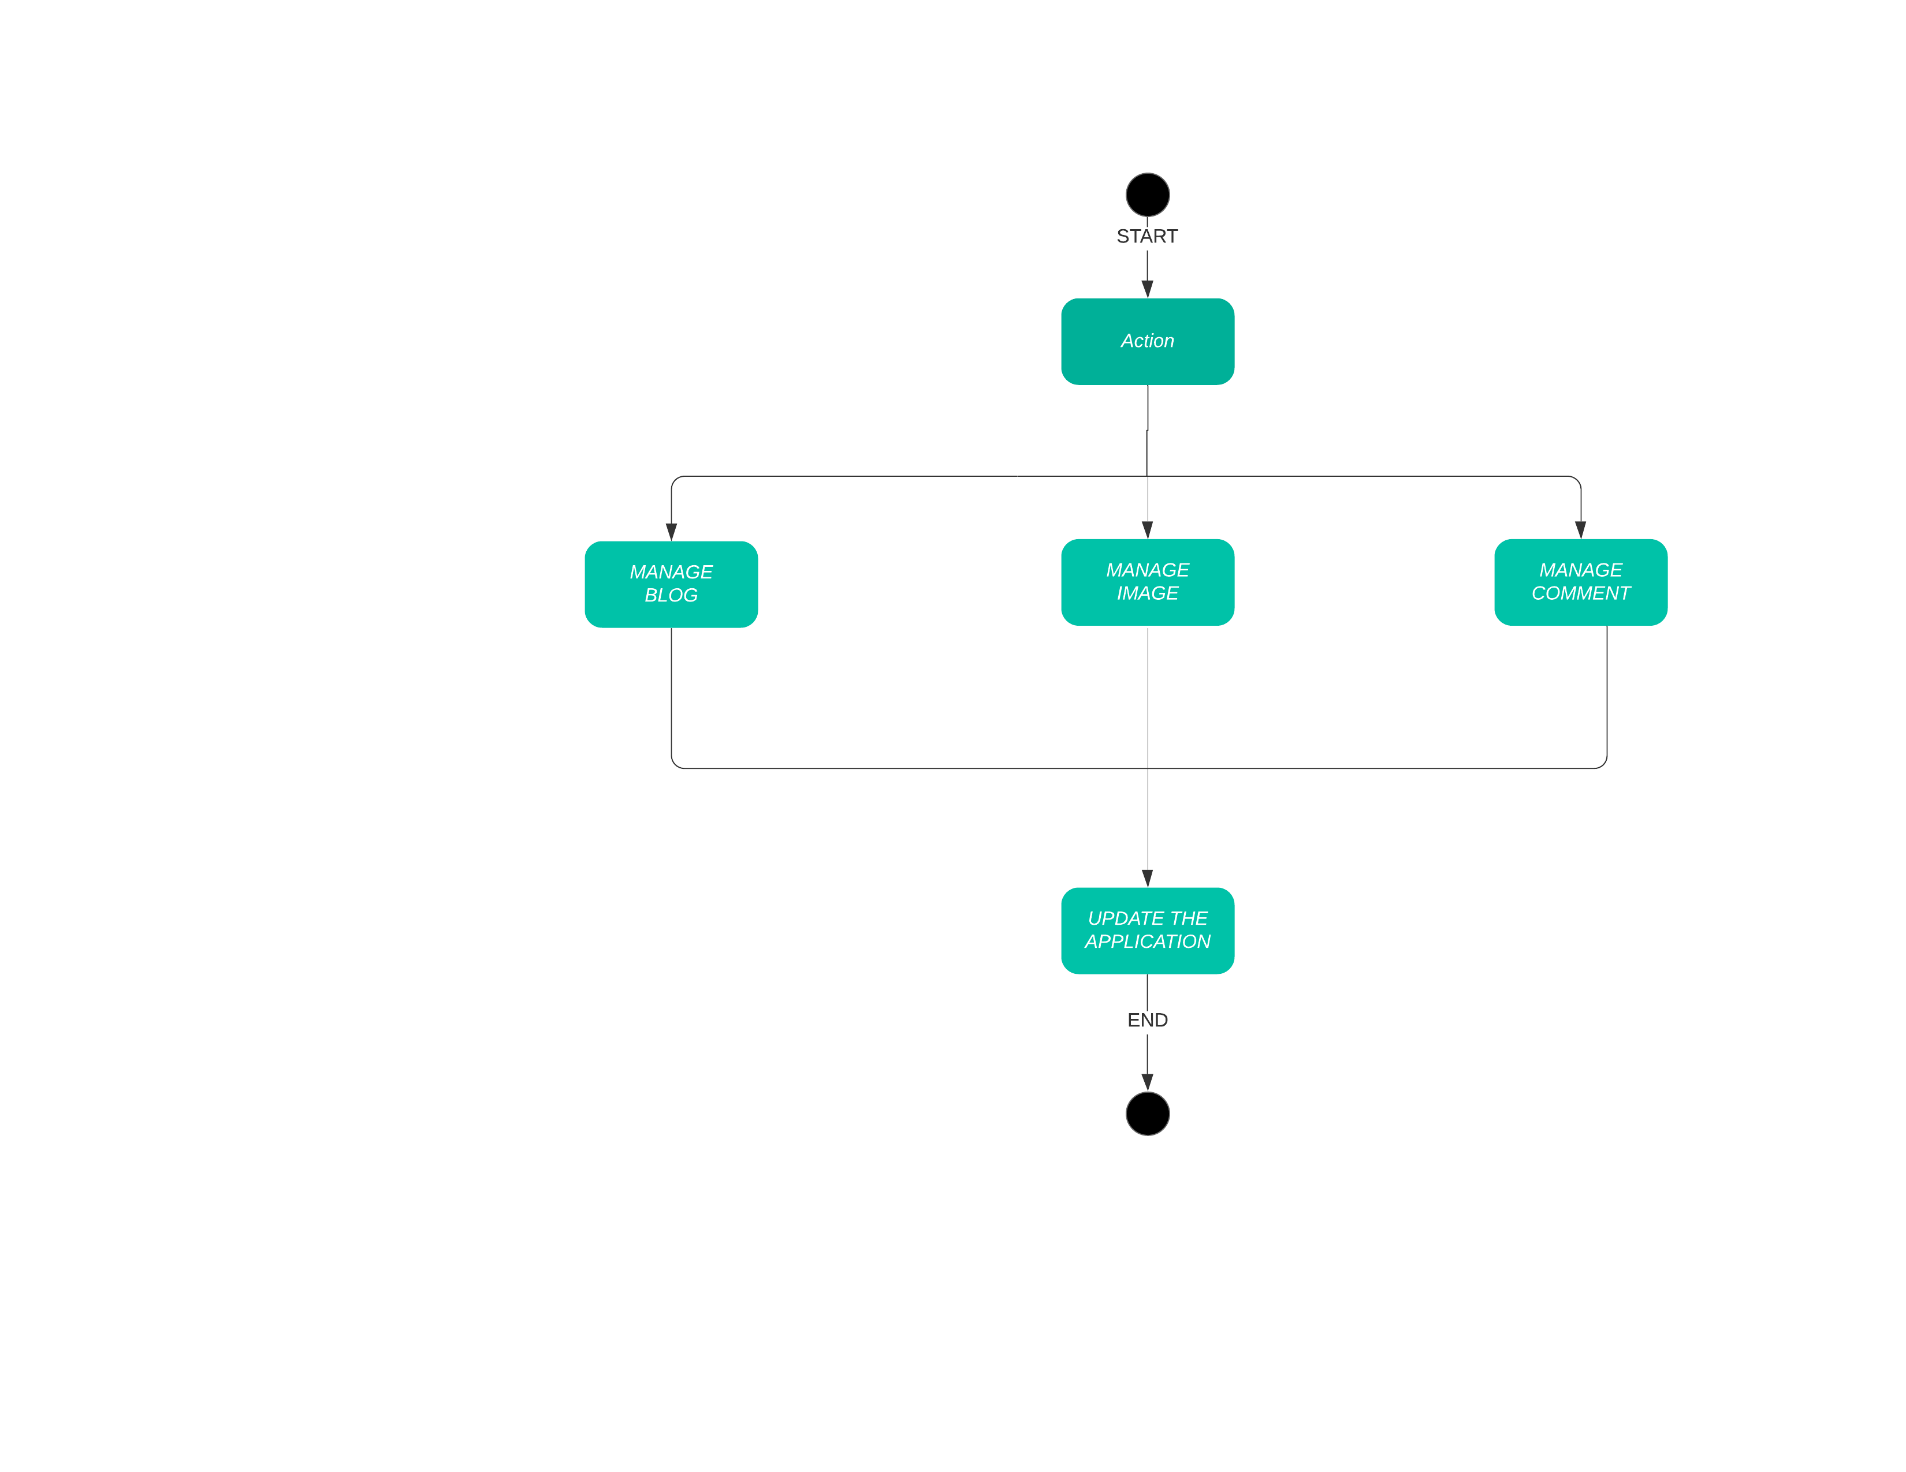 START
Action
MANAGE
BLOG
MANAGE
IMAGE
MANAGE
COMMENT
UPDATE THE
APPLICATION
END